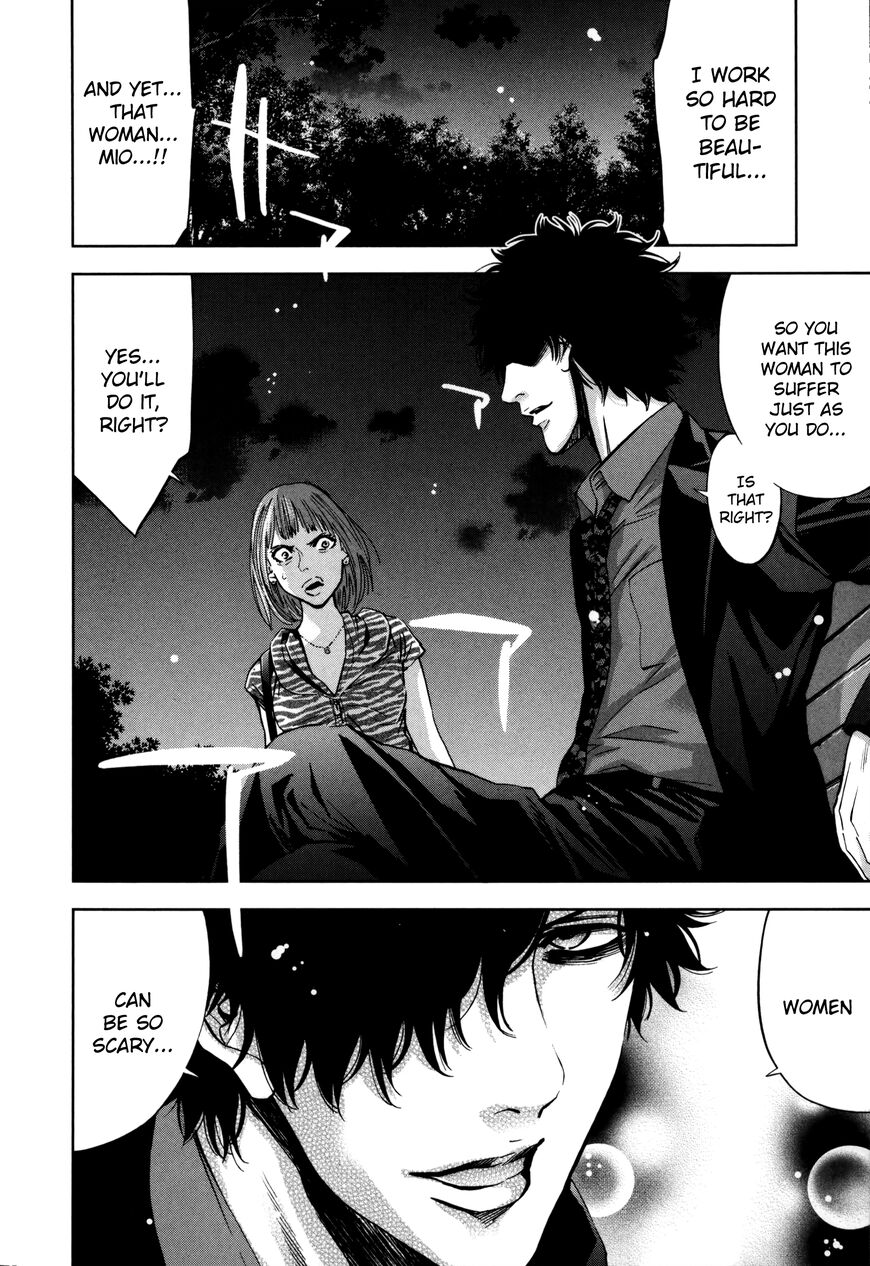 I WORK
SO HARD
TO BE
BEAU-
TIFUL...
AND YET...
THAT
WOMAN...
MIO...!!
SO YOU
WANT THIS
WOMAN TO
SUFFER
JUST AS
YOU DO...
IS
THAT
RIGHT?
YES...
YOU'LL
DO IT,
RIGHT?
WOMEN
CAN
BE SO
SCARY...